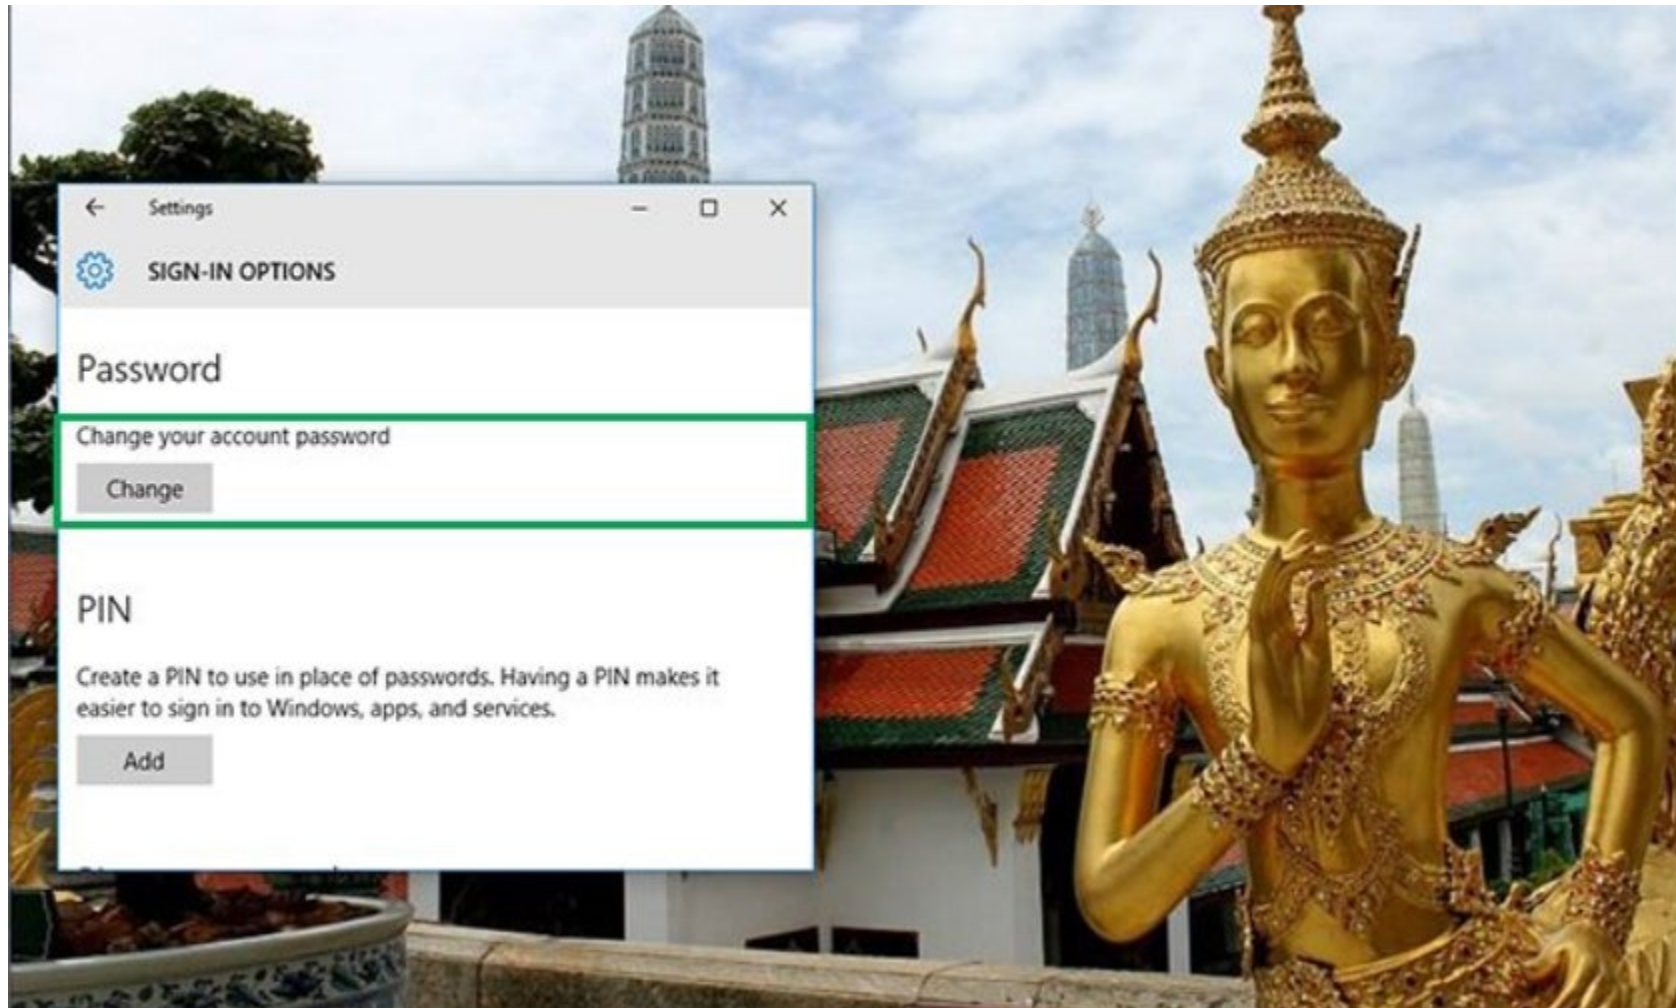 Settings
SIGN-IN OPTIONS
Password
Change your account password
Change
PIN
Create a PIN to use in place of passwords. Having a PIN makes it
easier to sign in to Windows, apps, and services.
Add